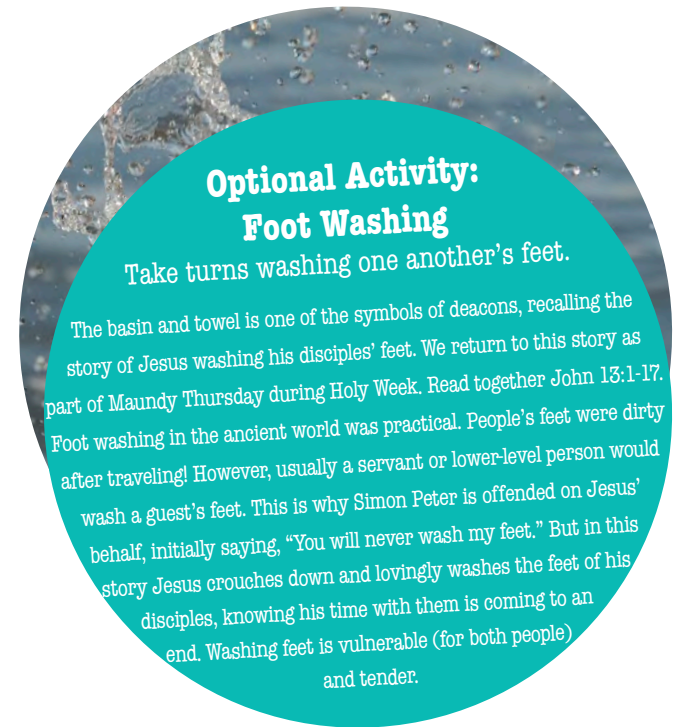 Optional Activity:
Foot Washing
Take turns washing one another’s feet.
The basin and towel is one of the symbols of deacons, recalling the
story of Jesus washing his disciples’ feet. We return to this story as
part of Maundy Thursday during Holy Week. Read together John 13:1-17.
Foot washing in the ancient world was practical. People’s feet were dirty
after traveling! However, usually a servant or lower-level person would
wash a guest’s feet. This is why Simon Peter is offended on Jesus’
behalf, initially saying, “You will never wash my feet.” But in this
story Jesus crouches down and lovingly washes the feet of his
disciples, knowing his time with them is coming to an
end. Washing feet is vulnerable (for both people)
and tender.